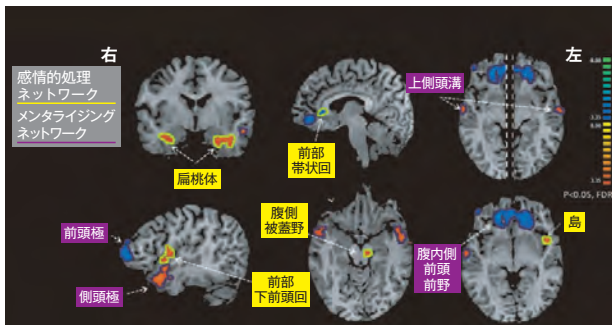 右
左
感情的処理
ネットワーク
メンタライジング
ネットワーク
上側頭溝
前部
帯状回
扁桃体
P<0.05, FDR
前頭極
腹側
被蓋野
島
腹内側
前頭
前野
側頭極
前部
下前頭回